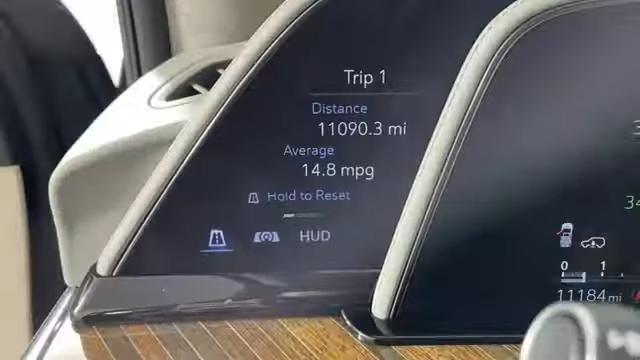 Trip 1
Distance
11090.3 mi
Average
14.8 mpg
Hold to Reset
HUD
0 1
11184 mi